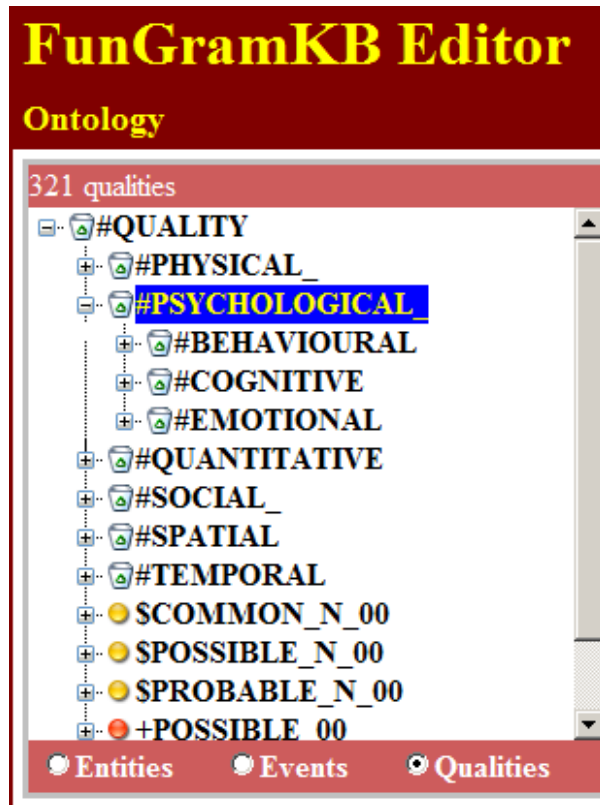 FunGramKB Editor
Ontology
321 qualities
#QUALITY
#PHYSICAL_
#PSYCHOLOGICAL_
#BEHAVIOURAL
#COGNITIVE
#EMOTIONAL
#QUANTITATIVE
#SOCIAL_
#SPATIAL
#TEMPORAL
$COMMON_N_00
$POSSIBLE_N_00
$PROBABLE_N_00
+POSSIBLE_00
Entities Events Qualities